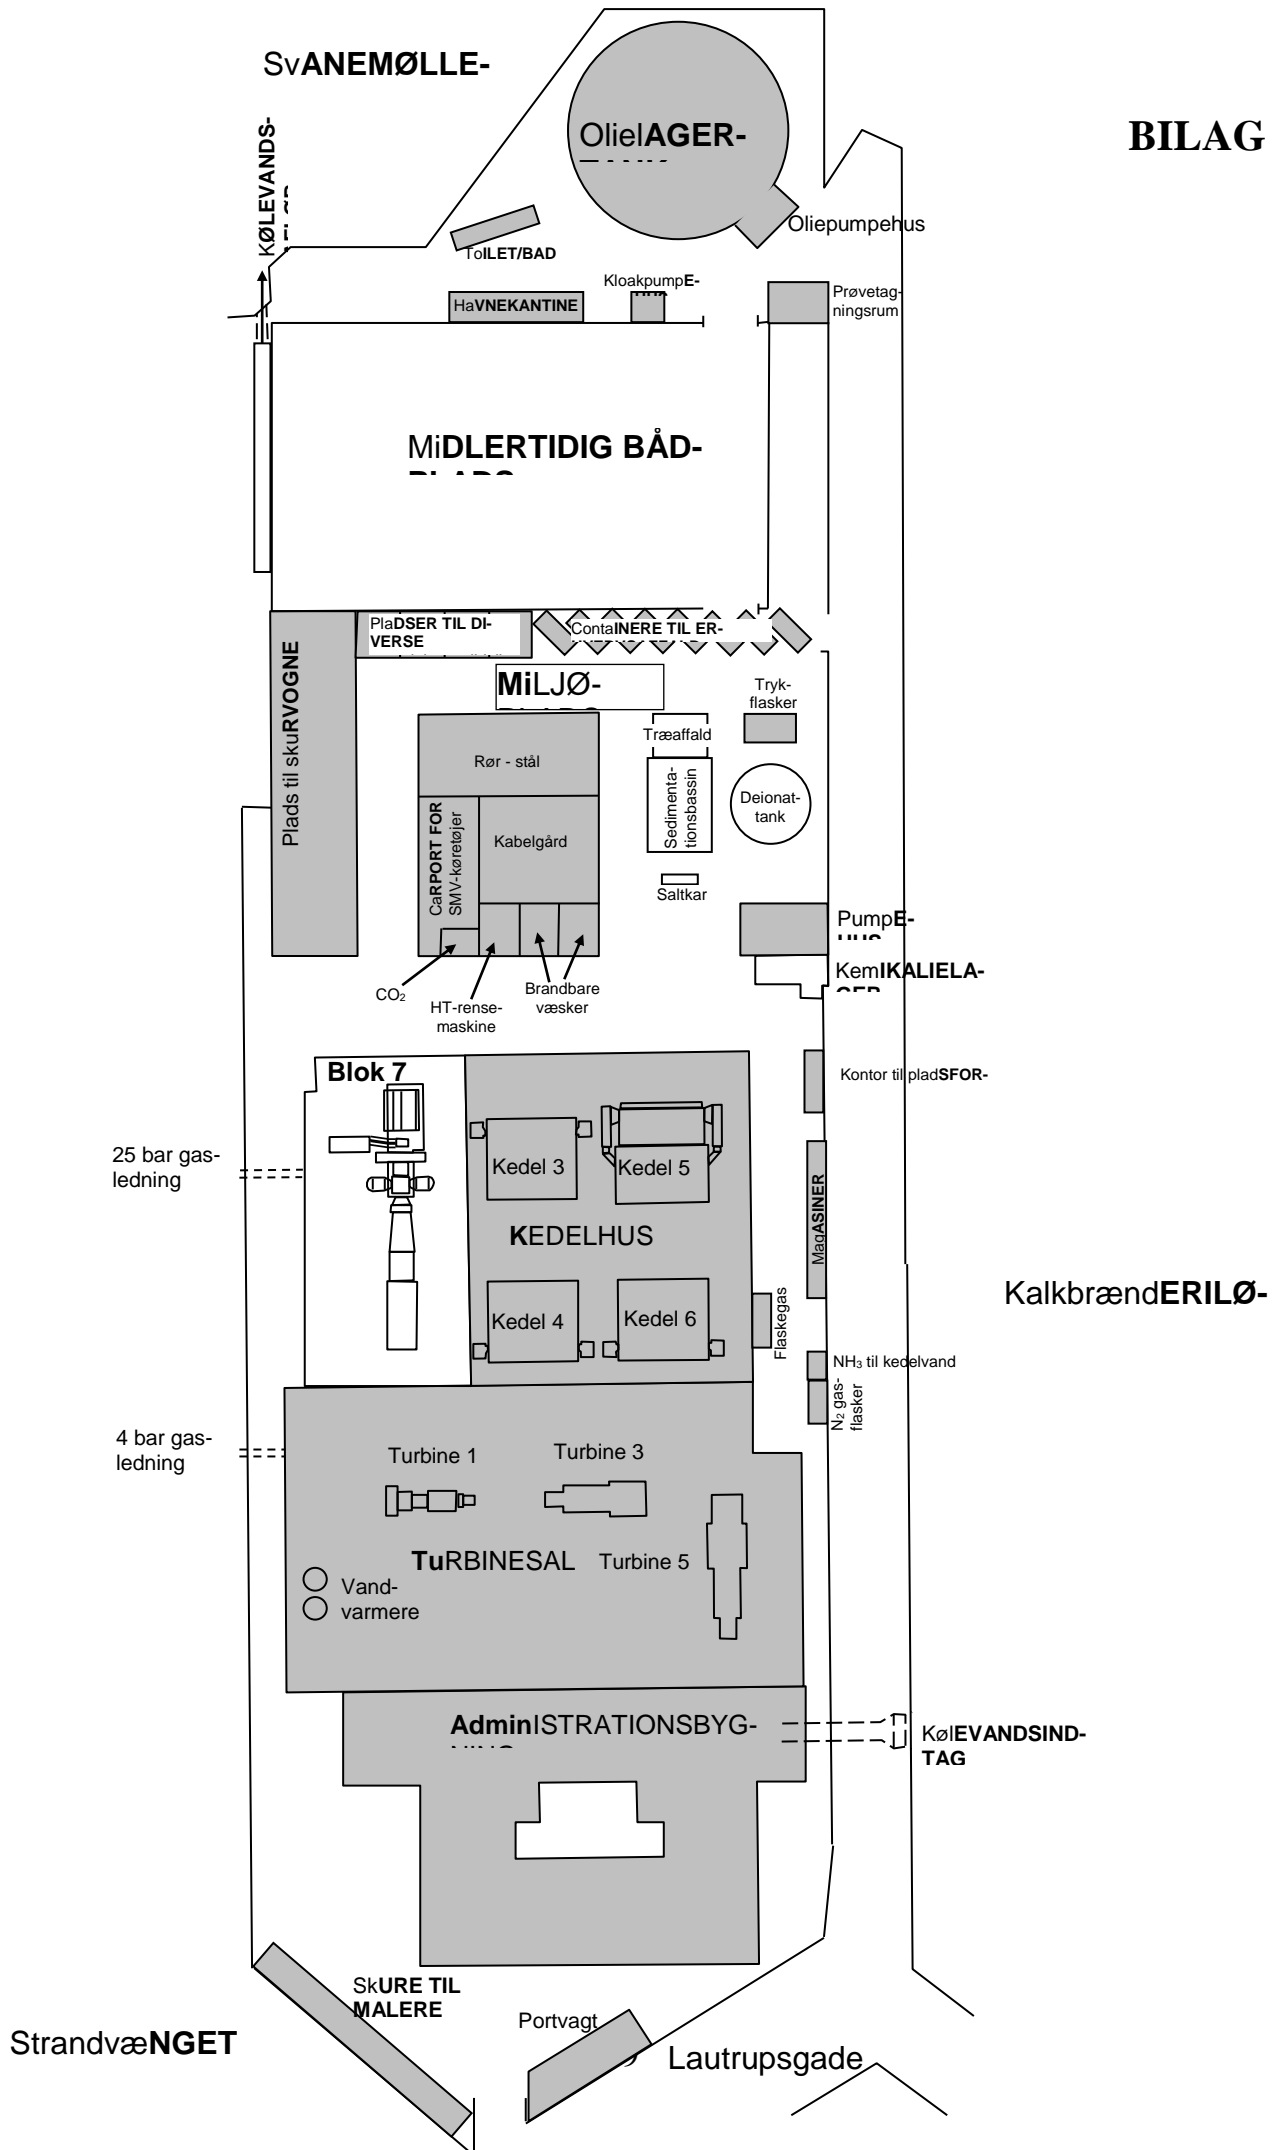 SvANEMØLLE-
BILAG
OlielAGER-
KØLEVANDS-
Oliepumpehus
ToILET/BAD
KloakpumpE-
HaVNEKANTINE
Prøvetag-
ningsrum
MiDLERTIDIG BÅD-
PlaDSER TIL DI-
VERSE
ContaINERE TIL ER-
Plads til skuRVOGNE
MiLJØ-
Tryk-
flasker
Træaffald
Rør - stål
Sedimenta-
tionsbassin
Deionat-
tank
CaRPORT FOR
SMV-køretøjer
Kabelgård
Saltkar
PumpE-
KemIKALIELA-
CO₂
HT-rense-
maskine
Brandbare
væsker
Blok 7
Kontor til pladSFOR-
25 bar gas-
ledning
Kedel 3
Kedel 5
MagASINER
KEDELHUS
KalkbrændERILØ-
Kedel 4
Kedel 6
Flaskegas
NH₃ til kedelvand
N₂ gas-
flasker
4 bar gas-
ledning
Turbine 1
Turbine 3
TuRBINESAL
Turbine 5
Vand-
varmere
AdminISTRATIONSBYG-
KølEVANDSIND-
TAG
SkURE TIL
MALERE
Portvagt
StrandvæNGET
Lautrupsgade